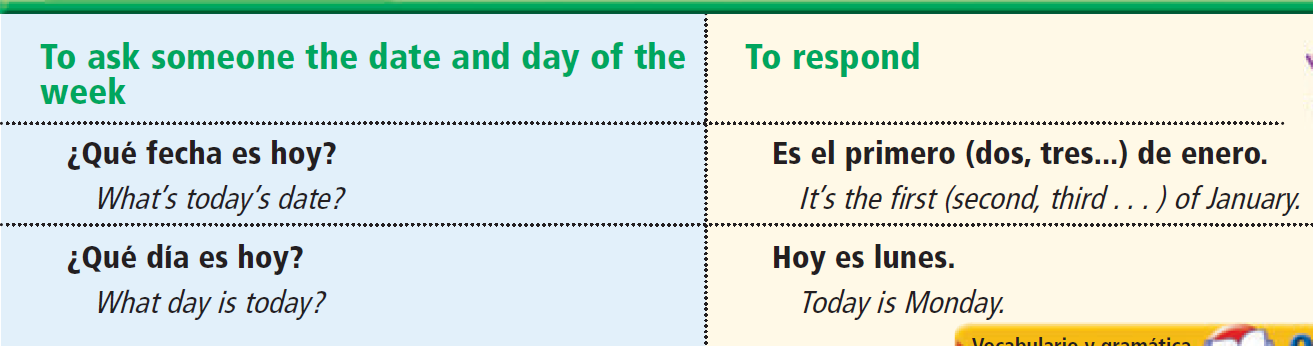 To ask someone the date and day of the
week
To respond
¿Qué fecha es hoy?
What's today's date?
Es el primero (dos, tres...) de enero.
It's the first (second, third . . . ) of January.
¿Qué día es hoy?
What day is today?
Hoy es lunes.
Today is Monday.
Vocabulario y gramática